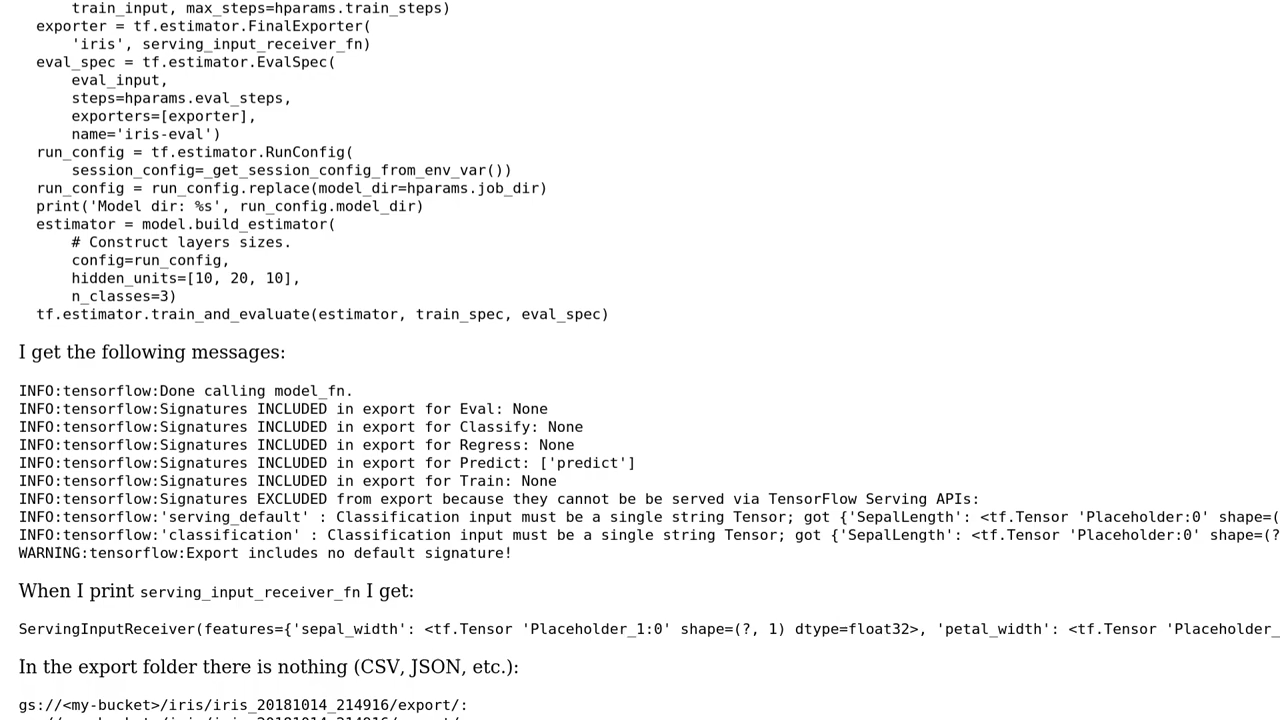 train_input, max_steps=hparams.train_steps)
exporter = tf.estimator.FinalExporter(
'iris', serving_input_receiver_fn)
eval_spec = tf.estimator.EvalSpec(
eval_input,
steps=hparams.eval_steps,
exporters=[exporter],
name='iris-eval')
run_config = tf.estimator.RunConfig(
session_config=_get_session_config_from_env_var())
run_config = run_config.replace(model_dir=hparams.job_dir)
print('Model dir: %s', run_config.model_dir)
estimator = model.build_estimator(
# Construct layers sizes.
config=run_config,
hidden_units=[10, 20, 10],
n_classes=3)
tf.estimator.train_and_evaluate(estimator, train_spec, eval_spec)
I get the following messages:
INFO:tensorflow:Done calling model_fn.
INFO:tensorflow:Signatures INCLUDED in export for Eval: None
INFO:tensorflow:Signatures INCLUDED in export for Classify: None
INFO:tensorflow:Signatures INCLUDED in export for Regress: None
INFO:tensorflow:Signatures INCLUDED in export for Predict: ['predict']
INFO:tensorflow:Signatures INCLUDED in export for Train: None
INFO:tensorflow:Signatures EXCLUDED from export because they cannot be be served via TensorFlow Serving APIs:
INFO:tensorflow:'serving_default' : Classification input must be a single string Tensor; got {'SepalLength': <tf.Tensor 'Placeholder:0' shape=(
INFO:tensorflow:'classification' : Classification input must be a single string Tensor; got {'SepalLength': <tf.Tensor 'Placeholder:0' shape=(?
WARNING:tensorflow:Export includes no default signature!
When I print serving_input_receiver_fn I get:
ServingInputReceiver(features={'sepal_width': <tf.Tensor 'Placeholder_1:0' shape=(?, 1) dtype=float32>, 'petal_width': <tf.Tensor 'Placeholder_
In the export folder there is nothing (CSV, JSON, etc.):
gs://<my-bucket>/iris/iris_20181014_214916/export/: